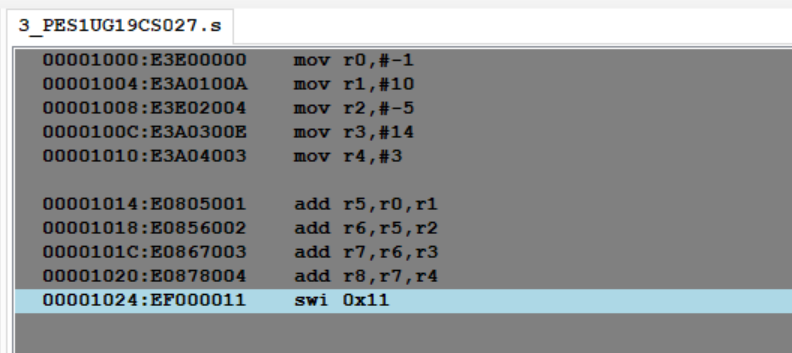 3_PES1UG19CS027.s
00001000:E3E00000 mov r0,#-1
00001004:E3A0100A mov r1,#10
00001008:E3E02004 mov r2,#-5
0000100C:E3A0300E mov r3,#14
00001010:E3A04003 mov r4,#3
00001014:E0805001 add r5,r0,r1
00001018:E0856002 add r6,r5,r2
0000101C:E0867003 add r7,r6,r3
00001020:E0878004 add r8,r7,r4
00001024:EF000011 swi 0x11